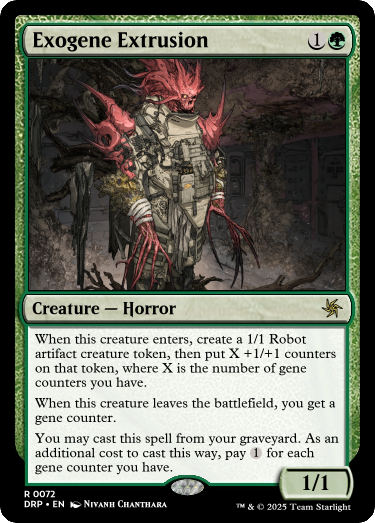 Exogene Extrusion 1
Creature — Horror
When this creature enters, create a 1/1 Robot
artifact creature token, then put X +1/+1 counters
on that token, where X is the number of gene
counters you have.
When this creature leaves the battlefield, you get a
gene counter.
You may cast this spell from your graveyard. As an
additional cost to cast this way, pay 1 for each
gene counter you have.
1/1
R 0072
DRP • EN Nivanh Chanthara
™ & © 2025 Team Starlight